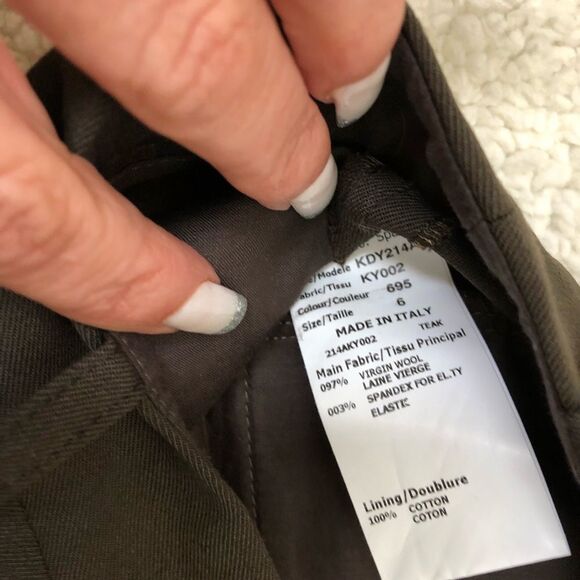 Modele KDY214
Fabric/Tissu KY002
Colour/Couleur 695
Size/Taille 6
MADE IN ITALY
214AKY002 TEAK
Main Fabric/Tissu Principal
097% VIRGIN WOOL
LAINE VIERGE
003% SPANDEX FOR EL.TY
ELASTIC
Lining/Doublure
100% COTTON
COTON